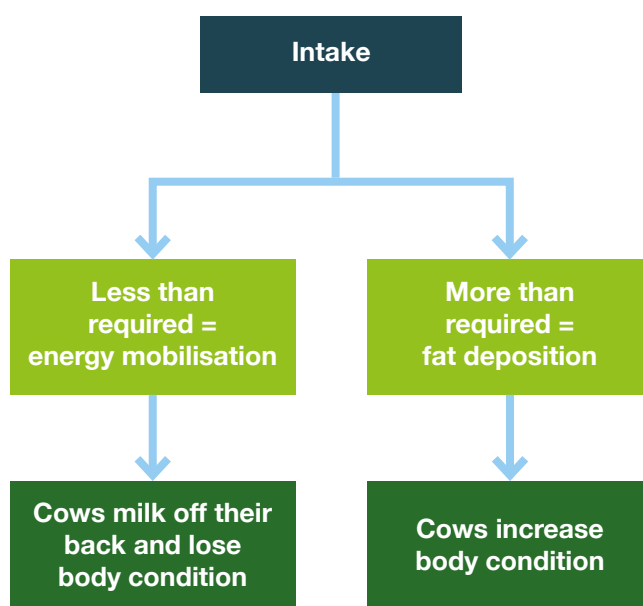 Intake
Less than
required =
energy mobilisation
More than
required =
fat deposition
Cows milk off their
back and lose
body condition
Cows increase
body condition